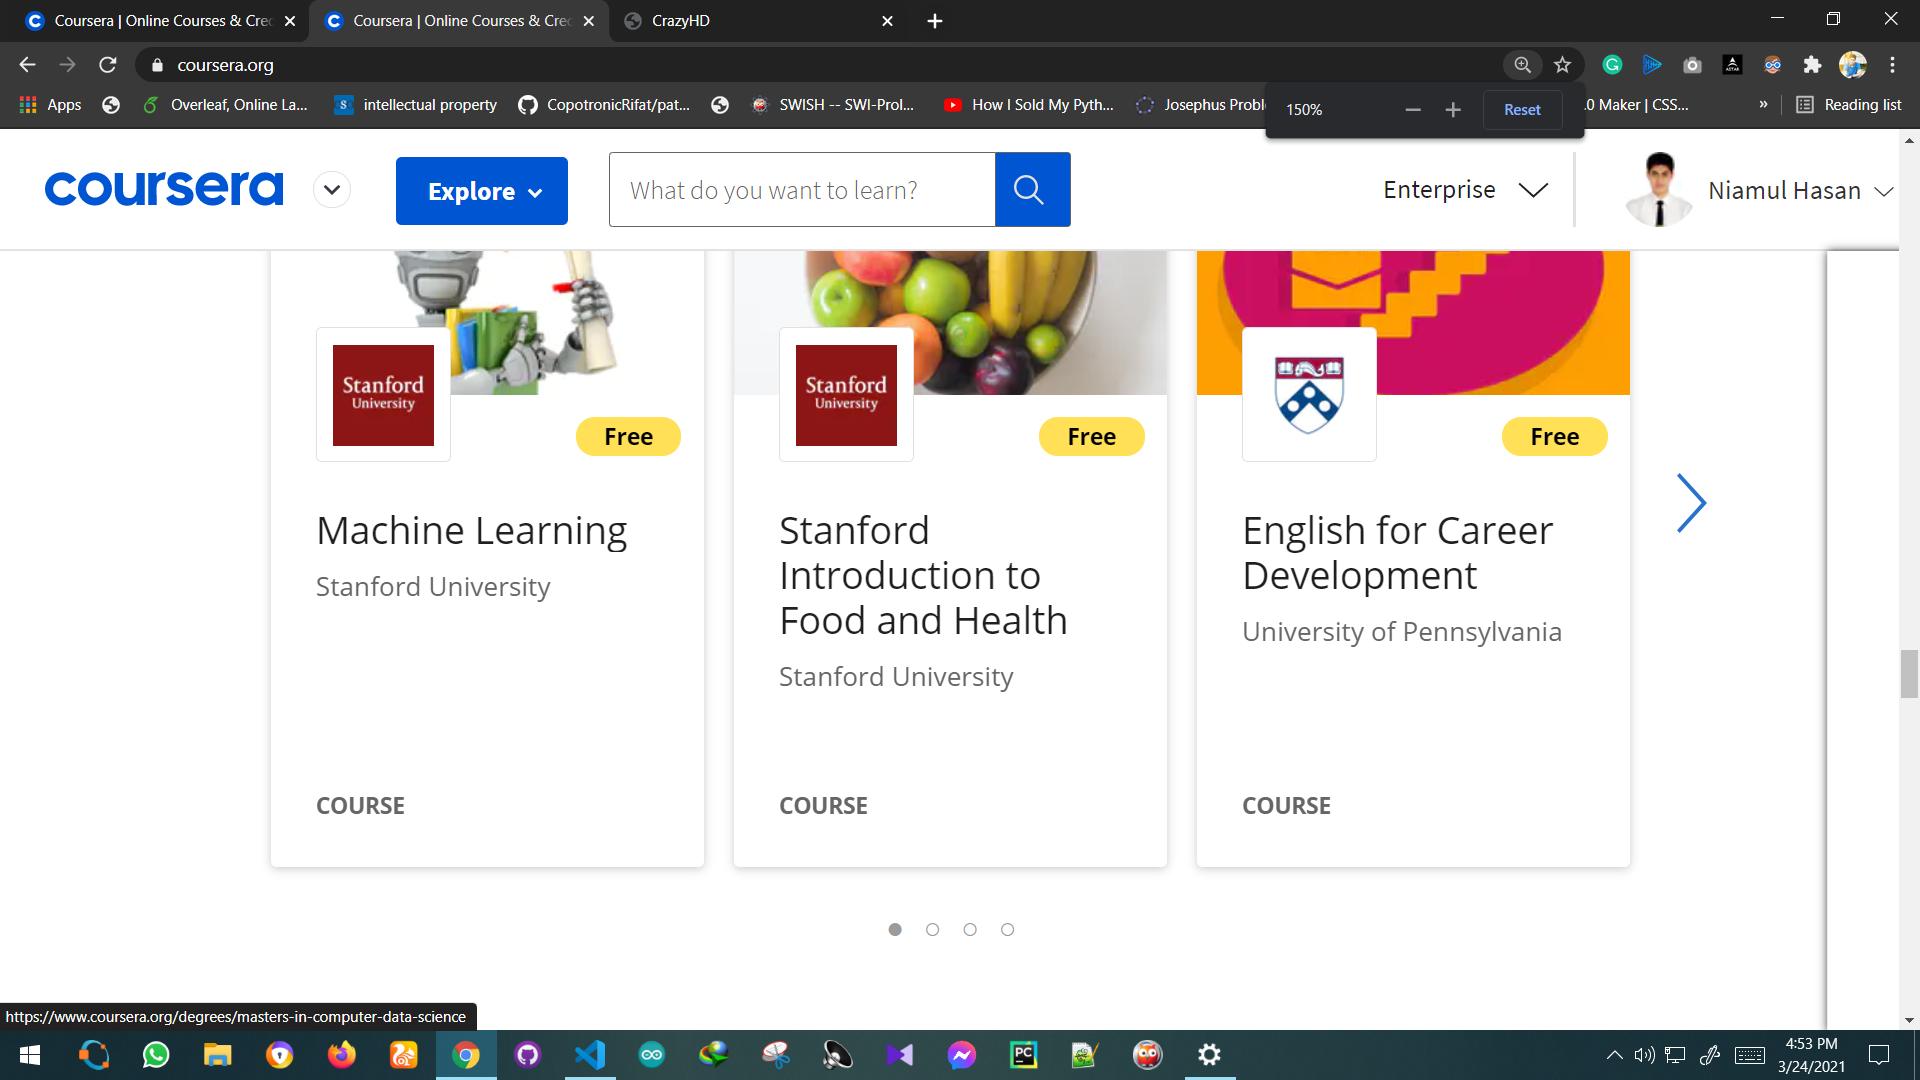 Coursera | Online Courses & Cre
Coursera | Online Courses & Cre
CrazyHD
coursera.org
Apps
Overleaf, Online La...
intellectual property
CopotronicRifat/pat...
SWISH -- SWI-Prol...
How I Sold My Pyth...
Josephus Probl
.0 Maker | CSS...
»
Reading list
150%
Reset
coursera
Explore
What do you want to learn?
Enterprise
Niamul Hasan
Stanford
University
Free
Stanford
University
Free
Free
Machine Learning
Stanford University
COURSE
Stanford
Introduction to
Food and Health
Stanford University
COURSE
English for Career
Development
University of Pennsylvania
COURSE
https://www.coursera.org/degrees/masters-in-computer-data-science
4:53 PM
3/24/2021